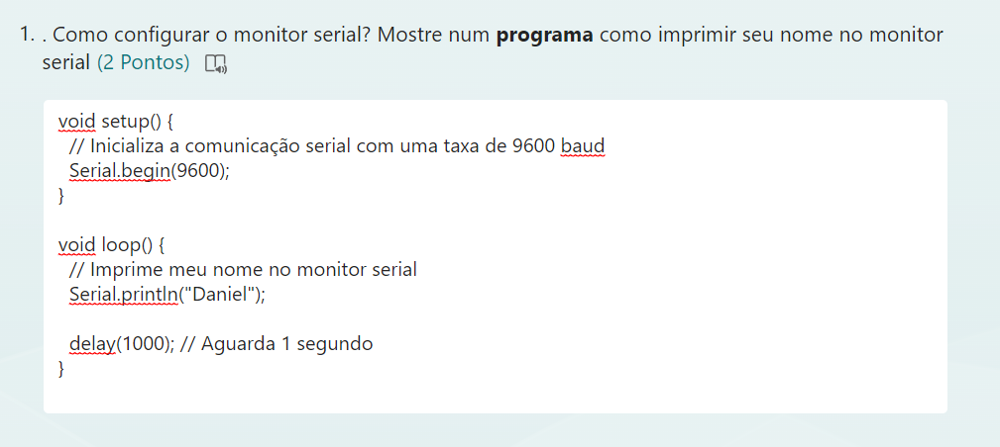 1. . Como configurar o monitor serial? Mostre num programa como imprimir seu nome no monitor
serial (2 Pontos)
void setup() {
// Inicializa a comunicação serial com uma taxa de 9600 baud
Serial.begin(9600);
}
void loop() {
// Imprime meu nome no monitor serial
Serial.println("Daniel");
delay(1000); // Aguarda 1 segundo
}